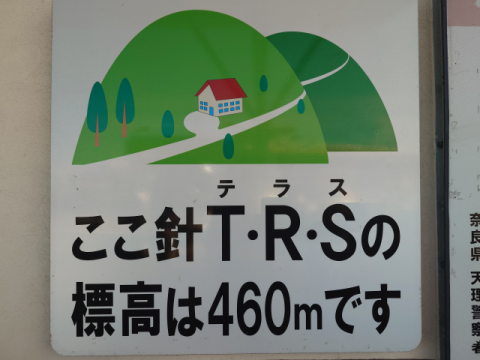 テラス
ここ針T・R・Sの
標高は460mです
奈良県天理警察